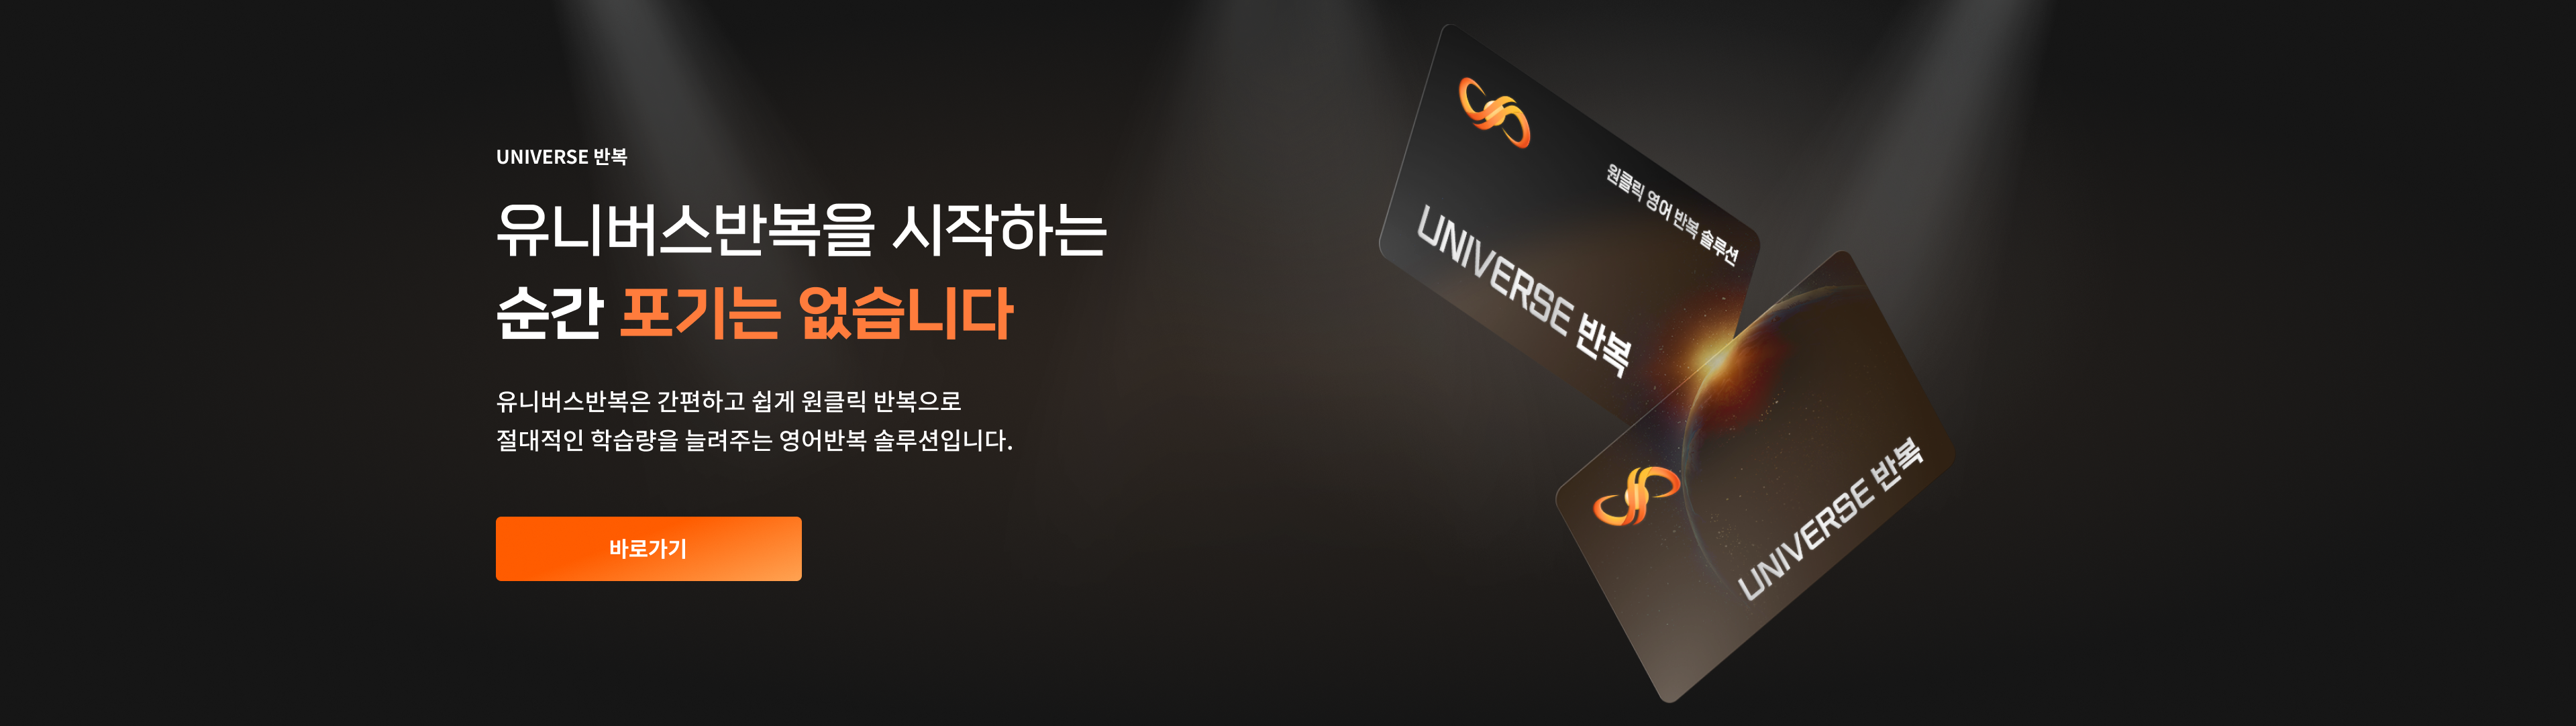 UNIVERSE 반복
유니버스반복을 시작하는
순간 포기는 없습니다
유니버스반복은 간편하고 쉽게 원클릭 반복으로
절대적인 학습량을 늘려주는 영어반복 솔루션입니다.
바로가기
원클릭 영어 반복 솔루션
UNIVERSE 반복
UNIVERSE 반복